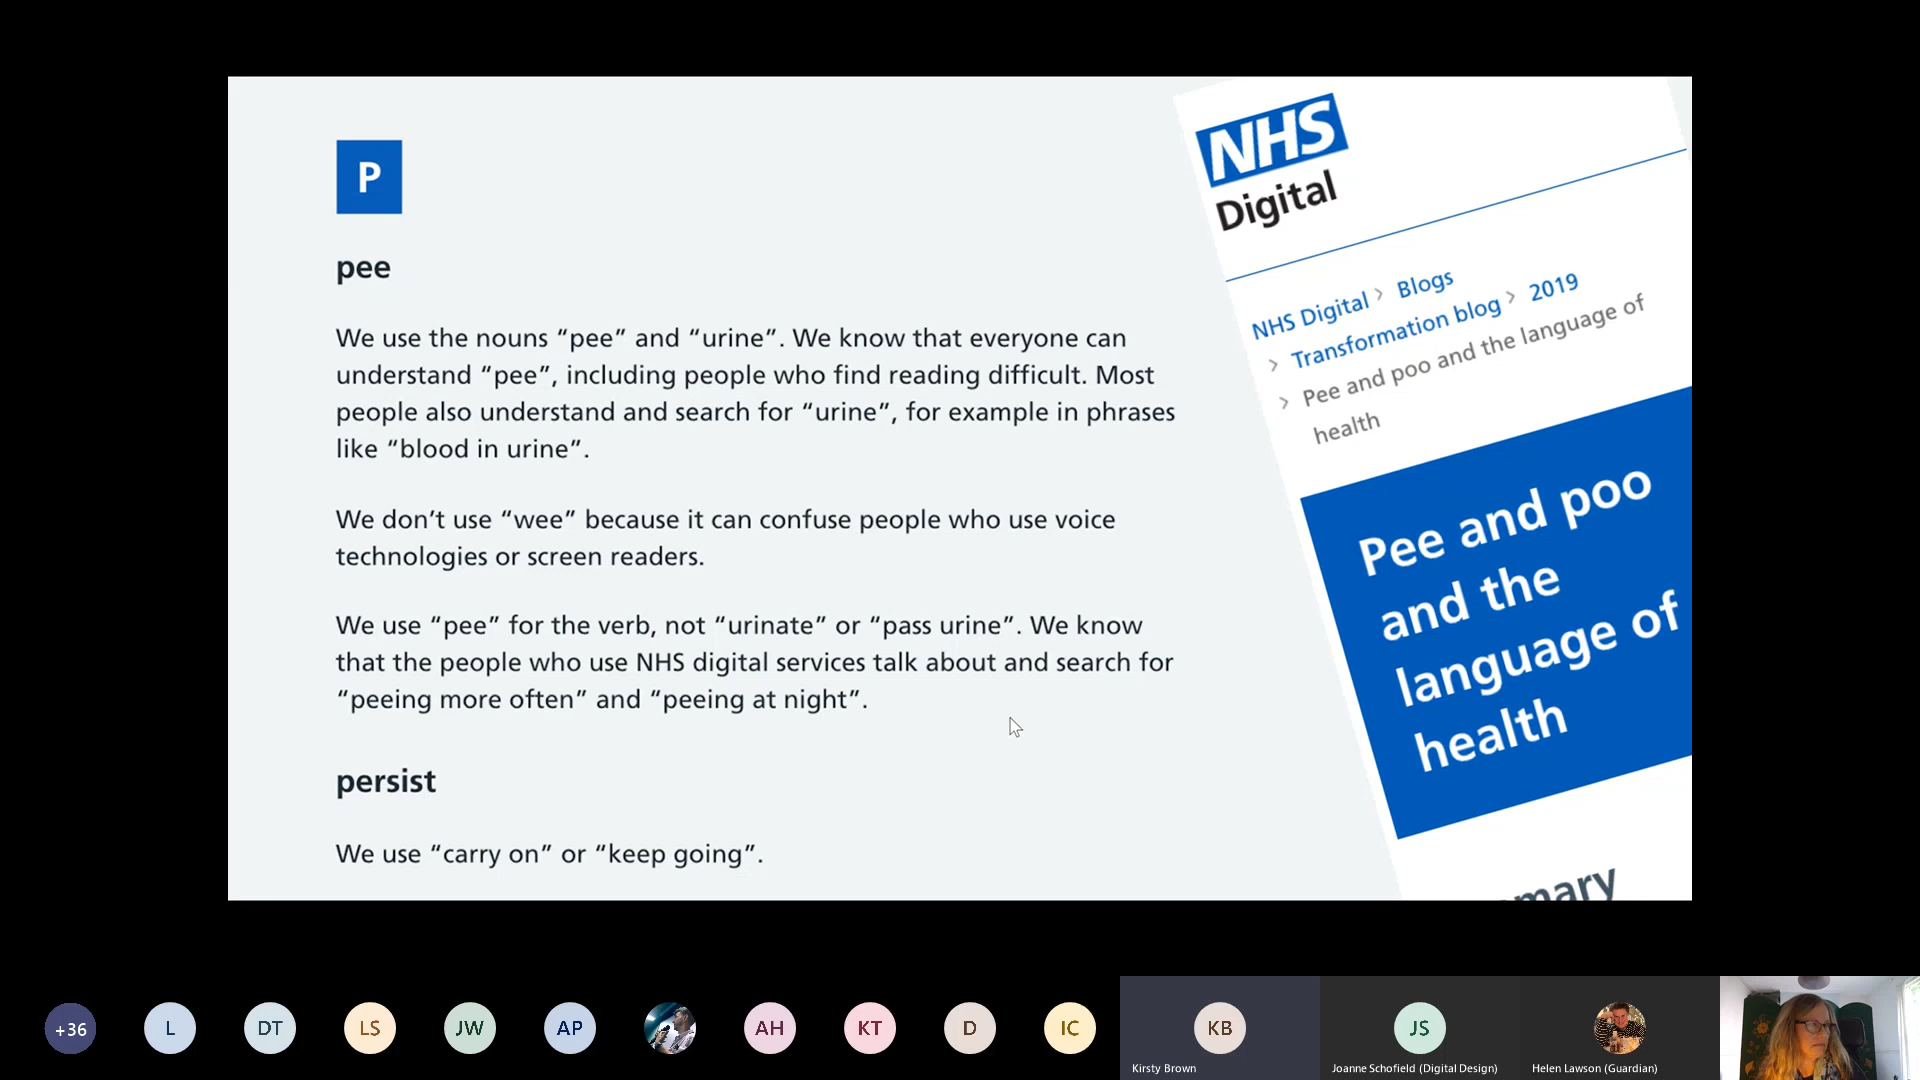 P
pee
We use the nouns “pee” and “urine”. We know that everyone can
understand “pee”, including people who find reading difficult. Most
people also understand and search for “urine”, for example in phrases
like “blood in urine”.
We don’t use “wee” because it can confuse people who use voice
technologies or screen readers.
We use “pee” for the verb, not “urinate” or “pass urine”. We know
that the people who use NHS digital services talk about and search for
“peeing more often” and “peeing at night”.
persist
We use “carry on” or “keep going”.
NHS
Digital
NHS Digital > Blogs
> Transformation blog > 2019
> Pee and poo and the language of
health
Pee and poo
and the
language of
health
+36
L
DT
LS
JW
AP
AH
KT
D
IC
KB
Kirsty Brown
JS
Joanne Schofield (Digital Design)
Helen Lawson (Guardian)